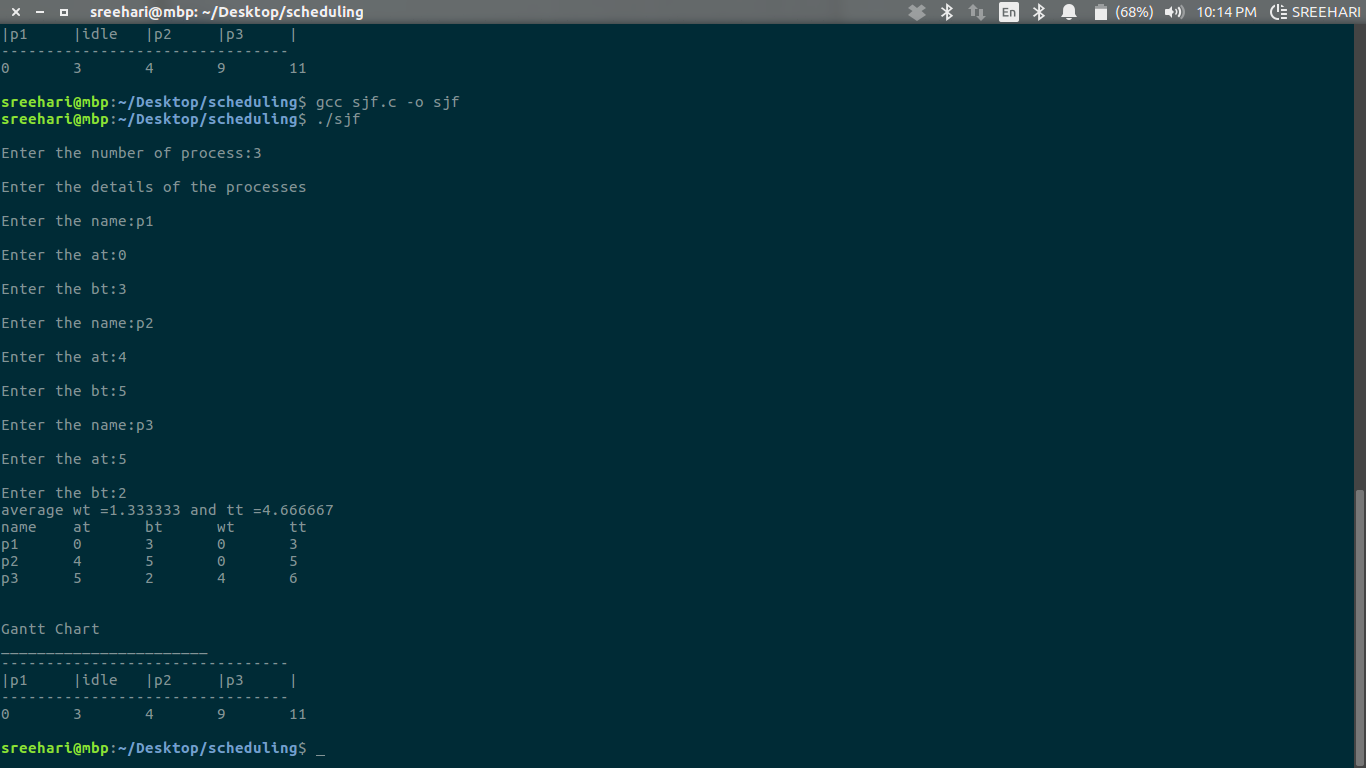 sreehari@mbp: ~/Desktop/scheduling En (68%) 10:14 PM SREEHARI
|p1 |idle |p2 |p3 |
--------------------------------
0 3 4 9 11
sreehari@mbp:~/Desktop/scheduling$ gcc sjf.c -o sjf
sreehari@mbp:~/Desktop/scheduling$ ./sjf
Enter the number of process:3
Enter the details of the processes
Enter the name:p1
Enter the at:0
Enter the bt:3
Enter the name:p2
Enter the at:4
Enter the bt:5
Enter the name:p3
Enter the at:5
Enter the bt:2
average wt =1.333333 and tt =4.666667
name at bt wt tt
p1 0 3 0 3
p2 4 5 0 5
p3 5 2 4 6
Gantt Chart
_______________________
--------------------------------
|p1 |idle |p2 |p3 |
--------------------------------
0 3 4 9 11
sreehari@mbp:~/Desktop/scheduling$ _